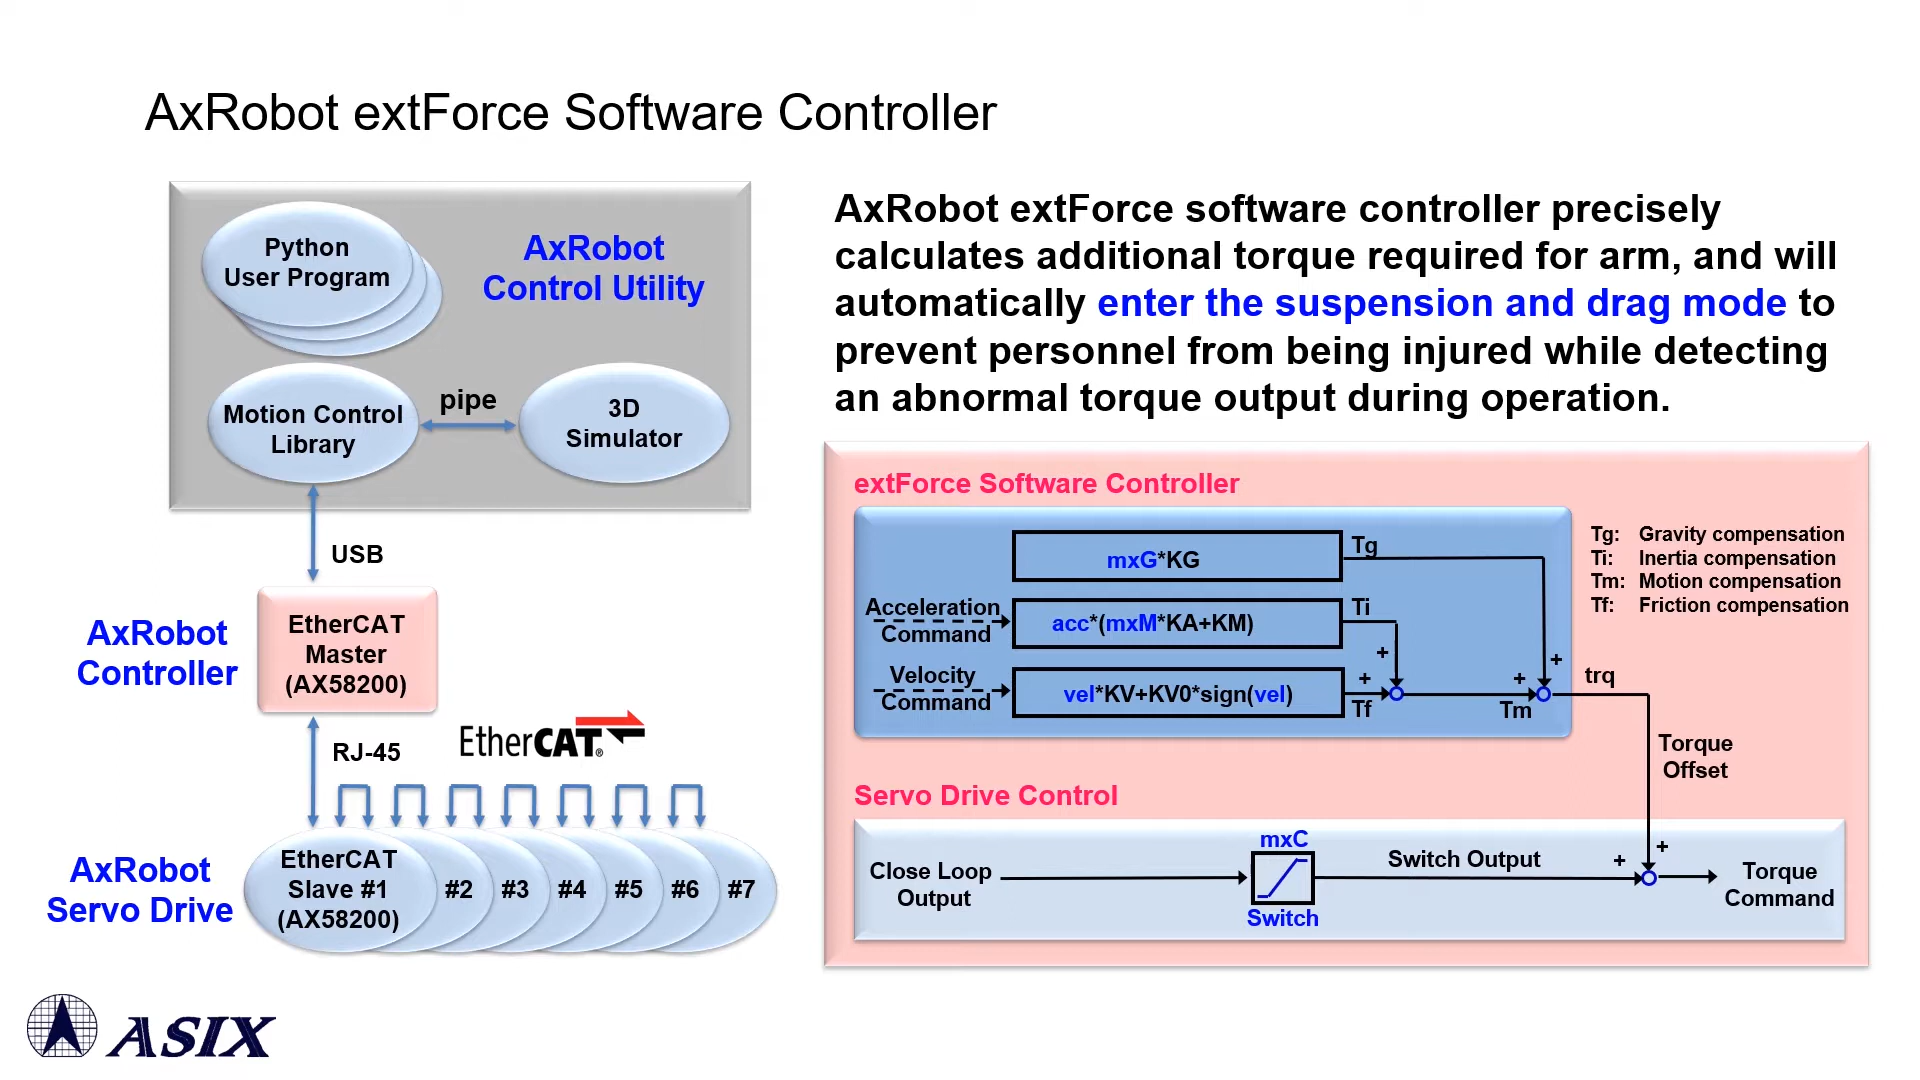 AxRobot extForce Software Controller
Python
User Program
AxRobot
Control Utility
Motion Control
Library
pipe
3D
Simulator
USB
AxRobot
Controller
EtherCAT
Master
(AX58200)
RJ-45
EtherCAT®
AxRobot
Servo Drive
EtherCAT
Slave #1
(AX58200)
#2
#3
#4
#5
#6
#7
AxRobot extForce software controller precisely
calculates additional torque required for arm, and will
automatically enter the suspension and drag mode to
prevent personnel from being injured while detecting
an abnormal torque output during operation.
extForce Software Controller
mxG*KG
Tg
Acceleration
Command
acc*(mxM*KA+KM)
Ti
+
Velocity
Command
vel*KV+KV0*sign(vel)
+
Tf
+
Tm
+
trq
Tg: Gravity compensation
Ti: Inertia compensation
Tm: Motion compensation
Tf: Friction compensation
Torque
Offset
Servo Drive Control
Close Loop
Output
mxC
Switch
Switch Output
+
+
Torque
Command
ASIX